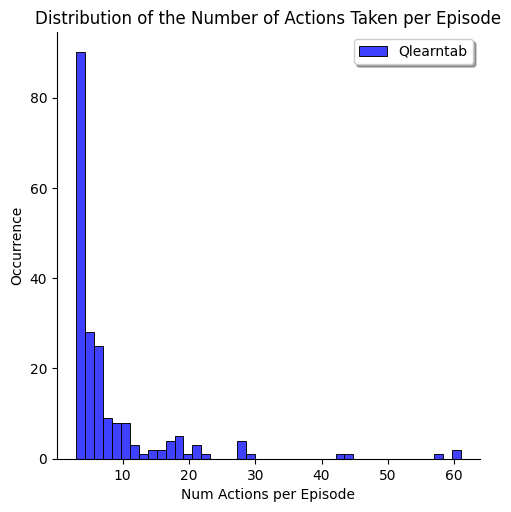 Distribution of the Number of Actions Taken per Episode
Qlearntab
80
60
40
20
0
Occurrence
10
20
30
40
50
60
Num Actions per Episode